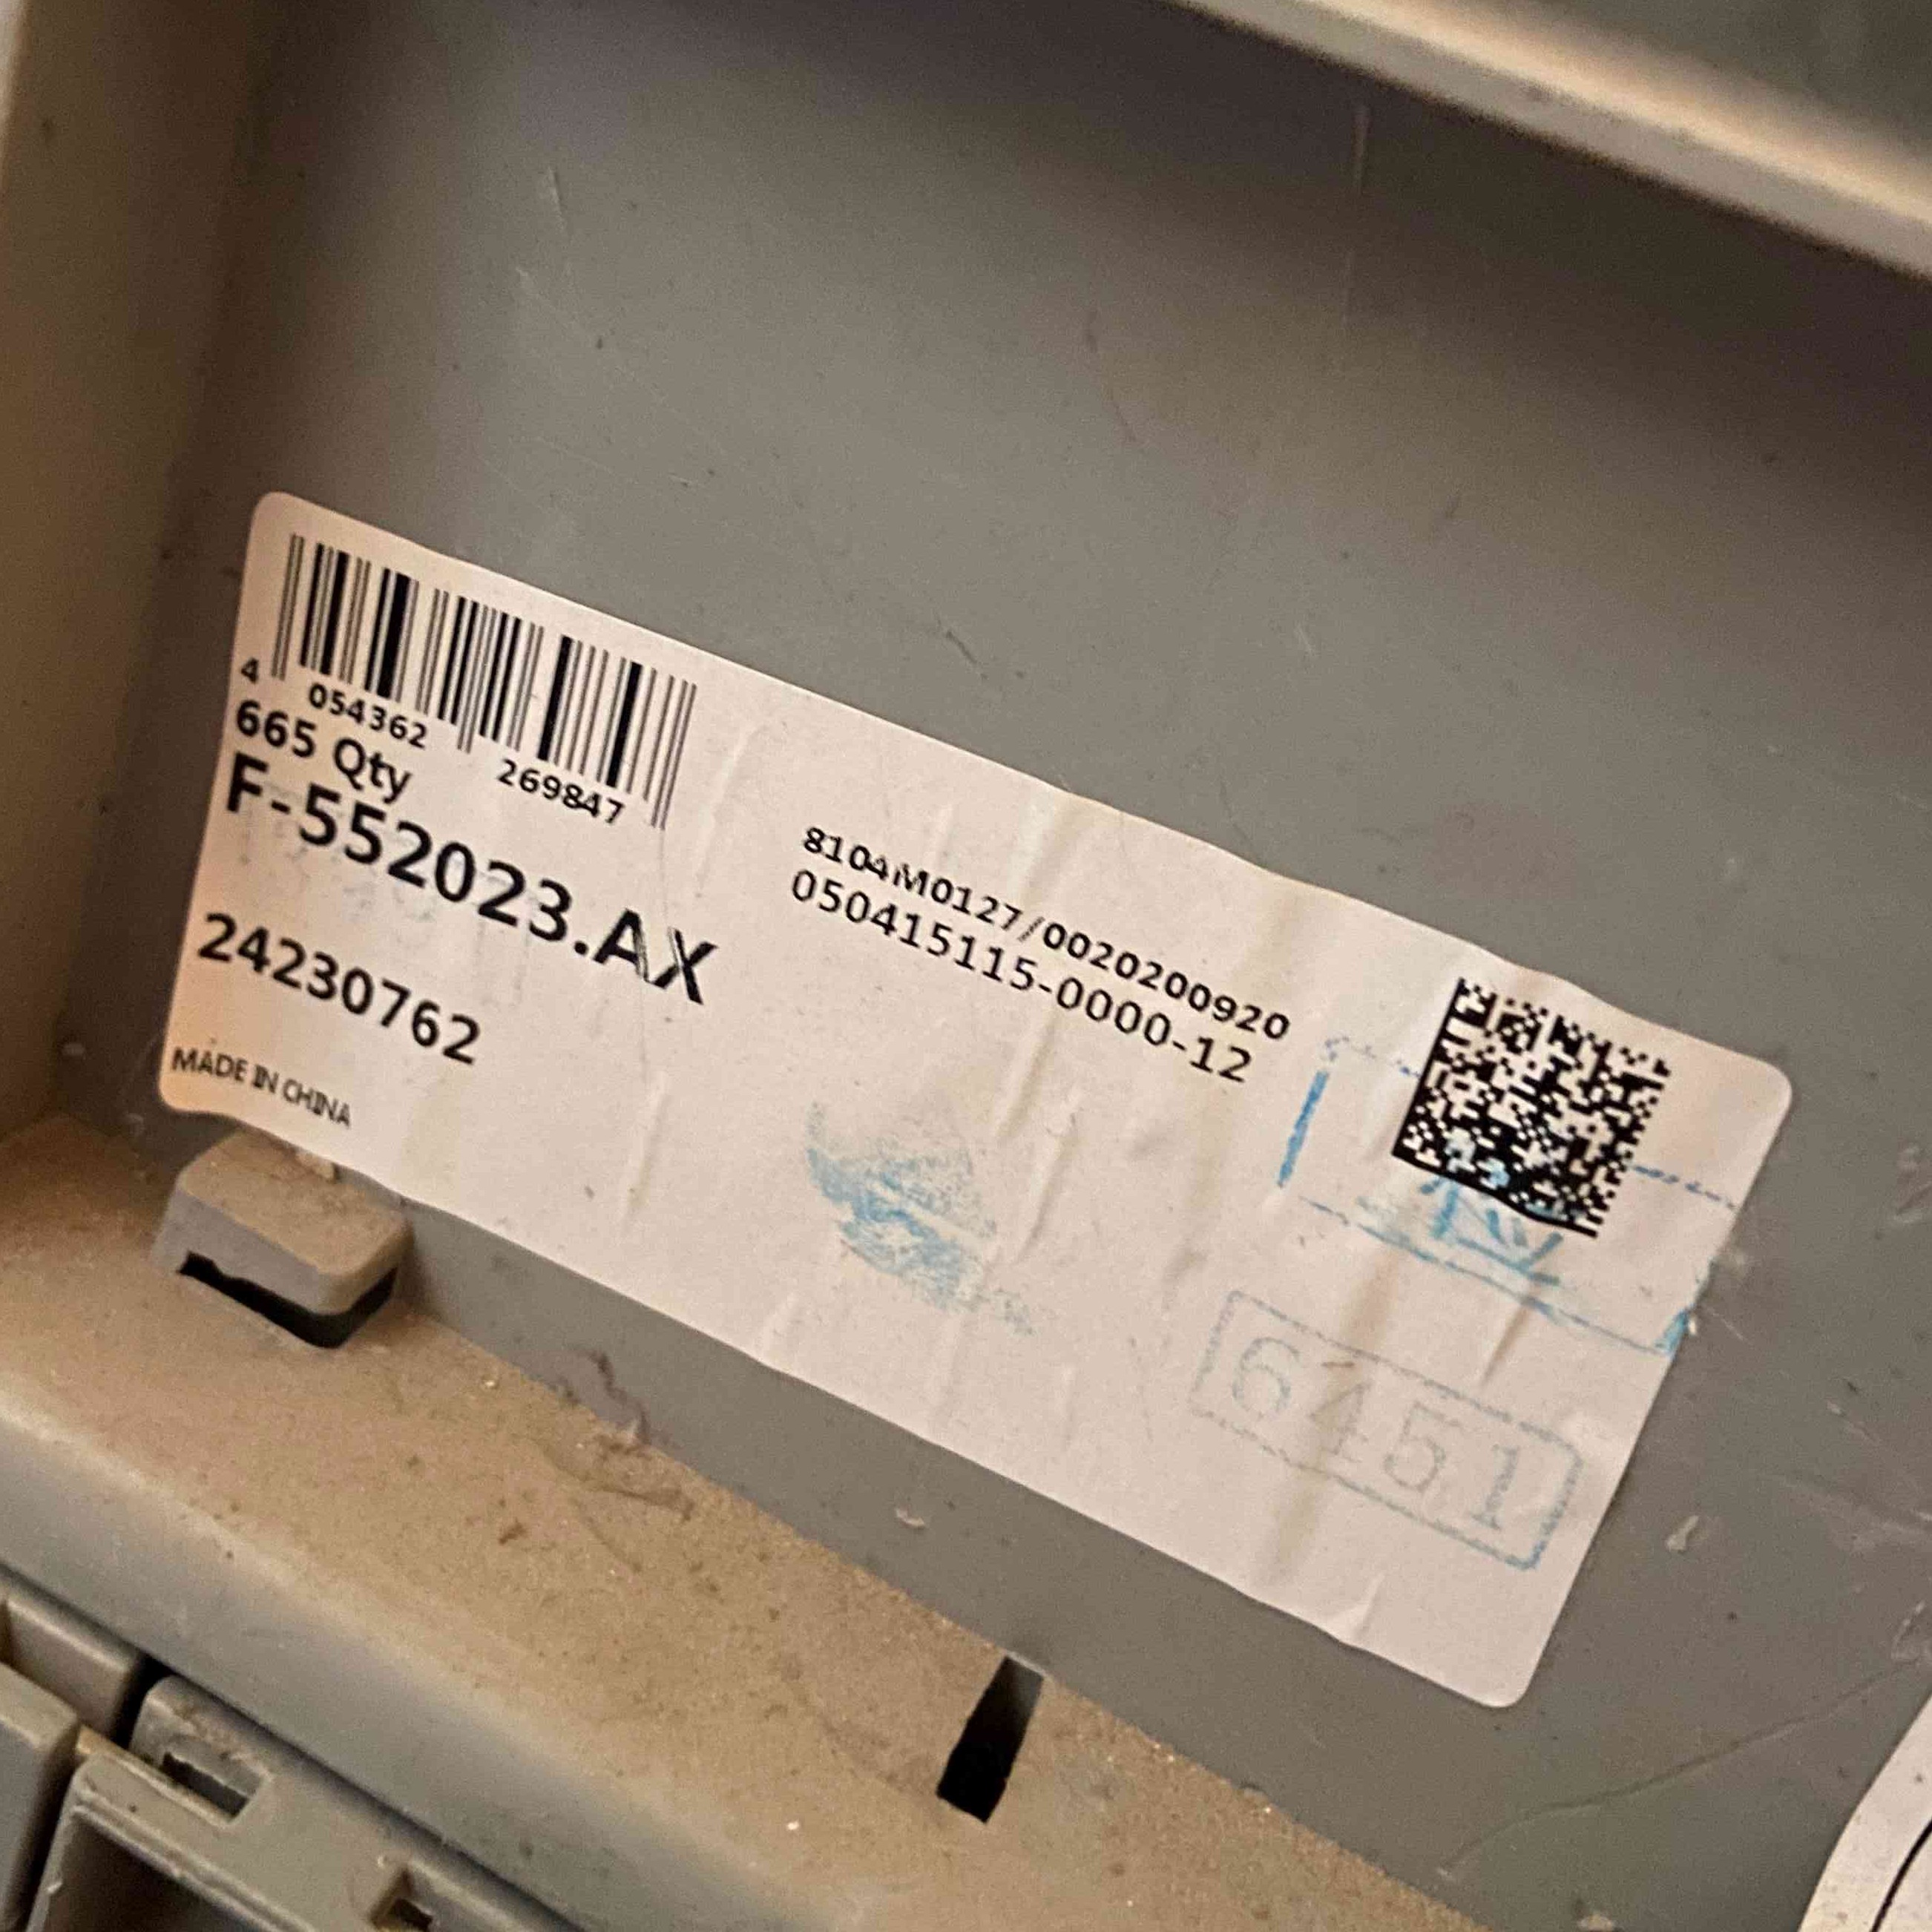 4 054362 269847
665 Qty
F-552023.AX
24230762
MADE IN CHINA
8104M0127/0020200920
050415115-0000-12
6451